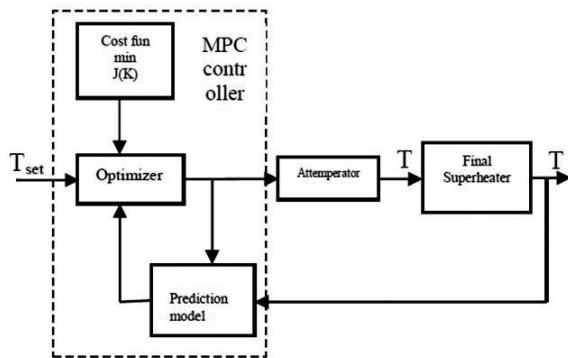 Cost fun
min
J(K)
MPC
contr
oller
T set
Optimizer
Attemperator
T
Final
Superheater
T
Prediction
model